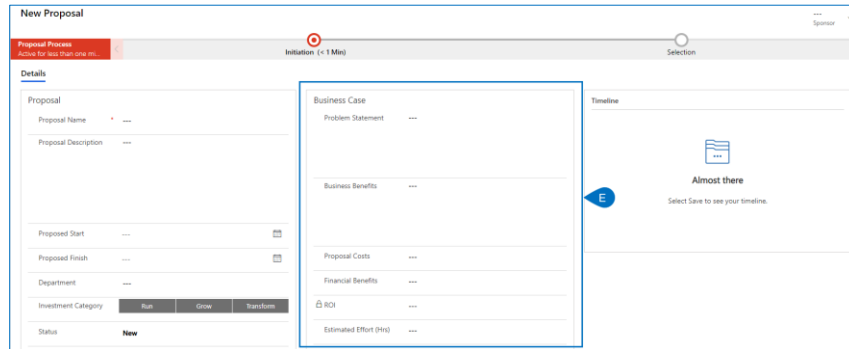 New Proposal
---
Sponsor
Proposal Process
Active for less than one mi...
Initiation (< 1 Min)
Selection
Details
Proposal
Proposal Name * ---
Proposal Description ---
Proposed Start ---
Proposed Finish ---
Department ---
Investment Category Run Grow Transform
Status New
Business Case
Problem Statement ---
Business Benefits ---
Proposal Costs ---
Financial Benefits ---
ROI ---
Estimated Effort (Hrs) ---
E
Timeline
Almost there
Select Save to see your timeline.